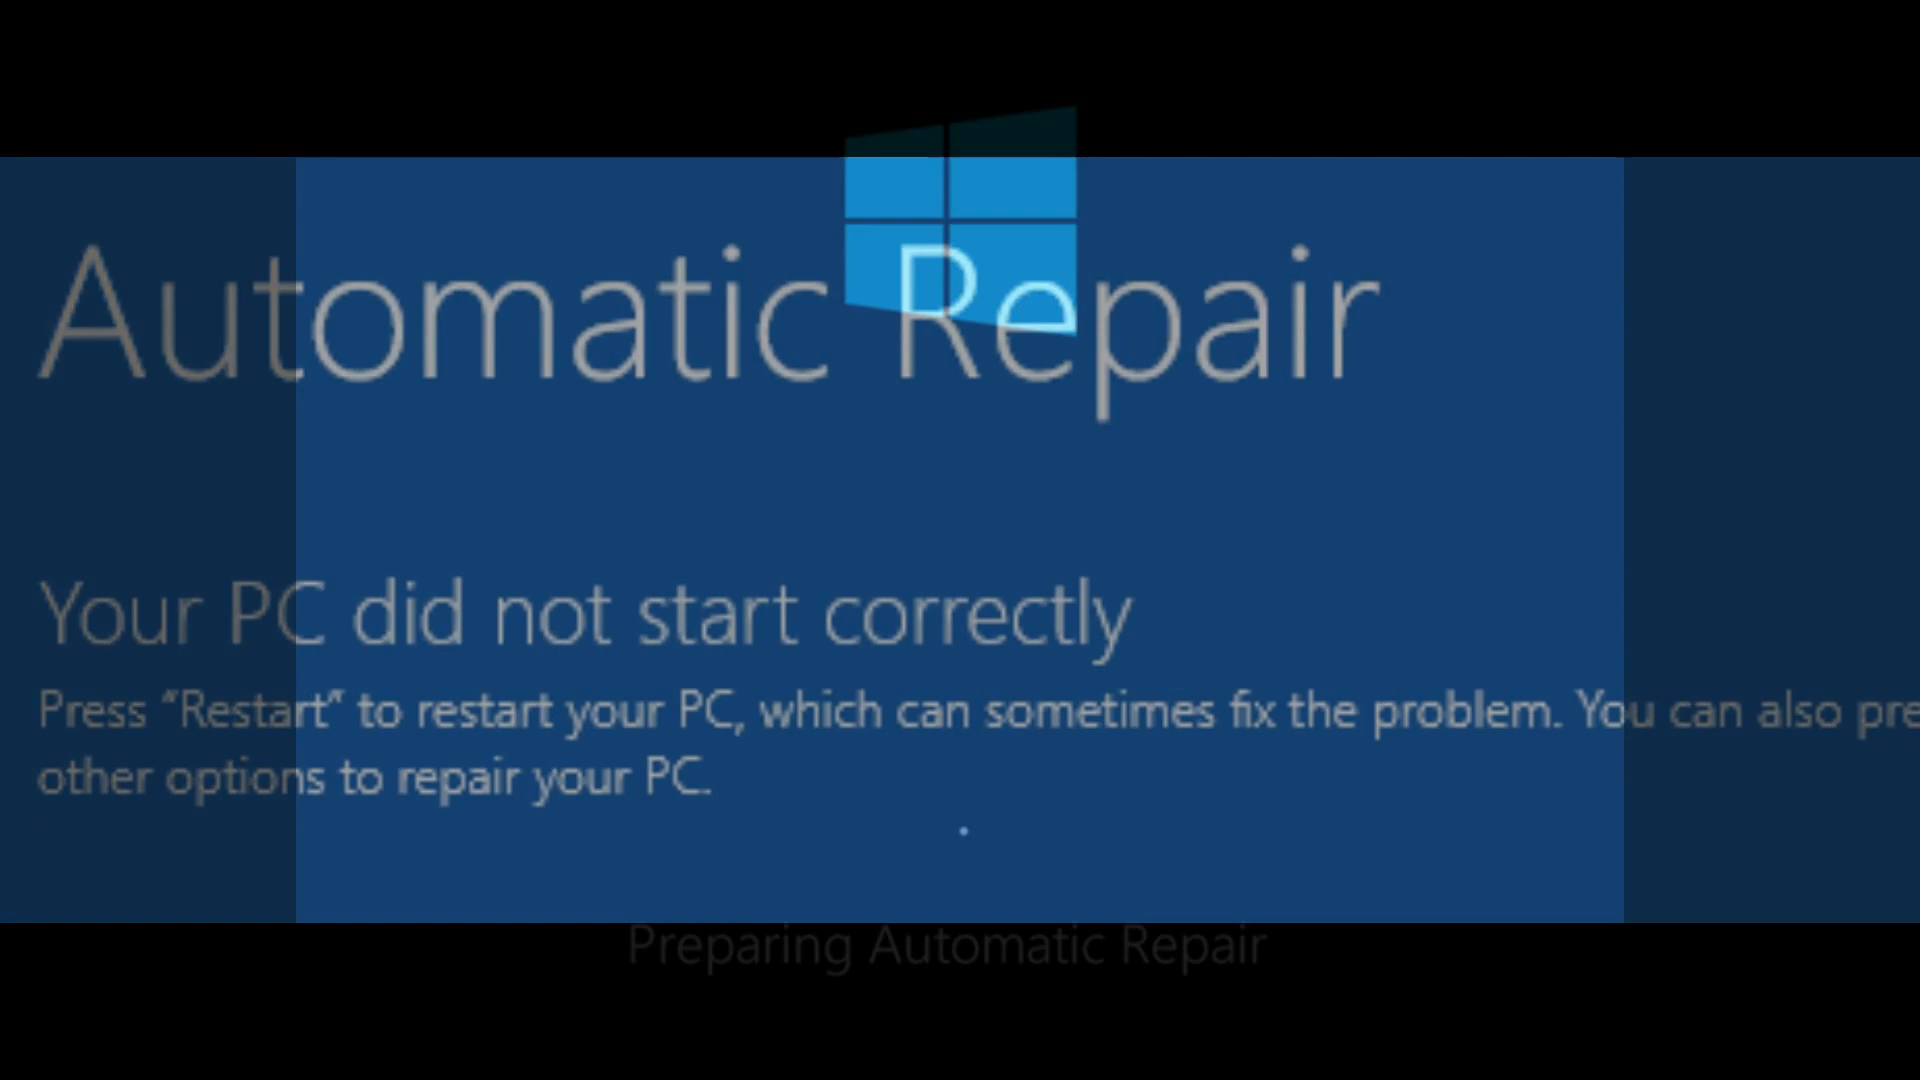 Automatic Repair
Your PC did not start correctly
Press “Restart” to restart your PC, which can sometimes fix the problem. You can also
other options to repair your PC.
Preparing Automatic Repair